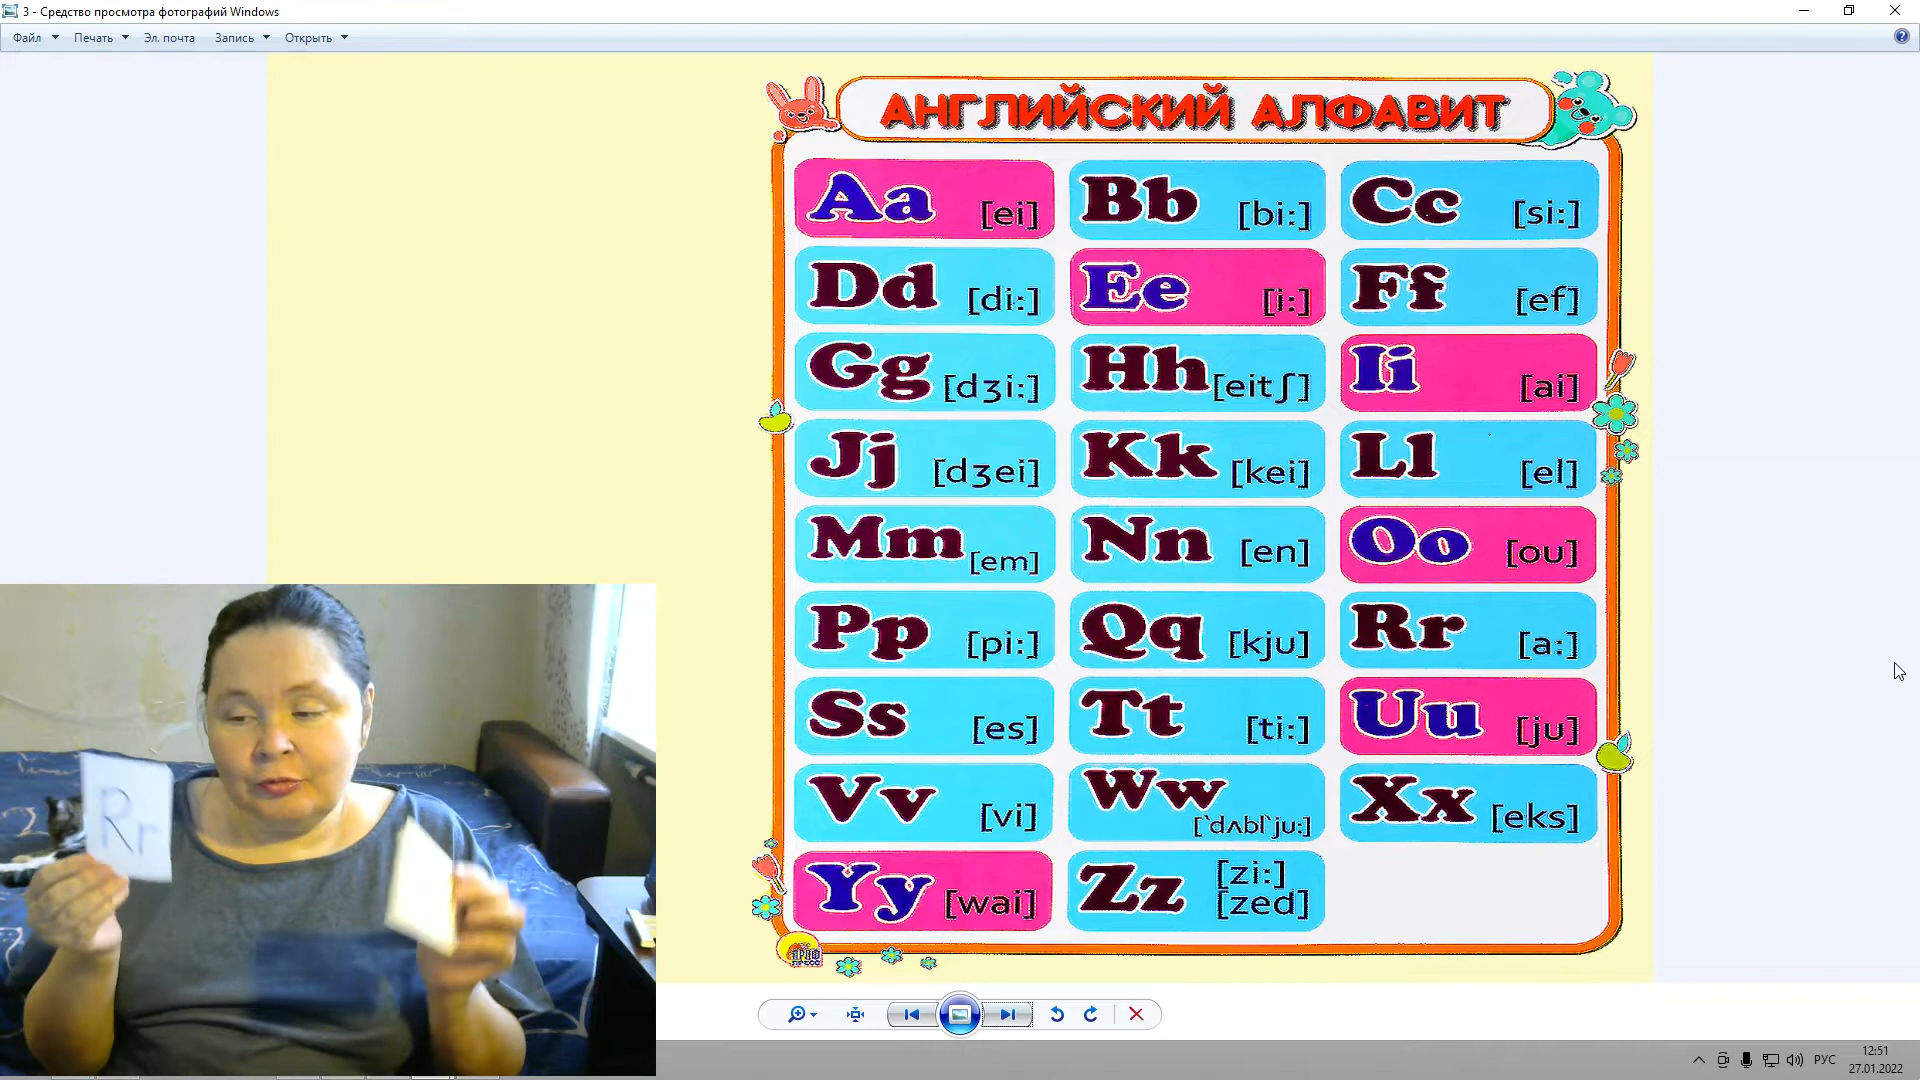 3 - Средство просмотра фотографий Windows
Файл Печать Эл. почта Запись Открыть
АНГЛИЙСКИЙ АЛФАВИТ
Aa [ei] Bb [bi:] Cc [si:]
Dd [di:] Ee [i:] Ff [ef]
Gg [dʒi:] Hh [eitʃ] Ii [ai]
Jj [dʒei] Kk [kei] Ll [el]
Mm [em] Nn [en] Oo [ou]
Pp [pi:] Qq [kju] Rr [a:]
Ss [es] Tt [ti:] Uu [ju]
Vv [vi] Ww [`dʌbl`ju:] Xx [eks]
Yy [wai] Zz [zi:]
[zed]
Rr
РУС
12:51
27.01.2022